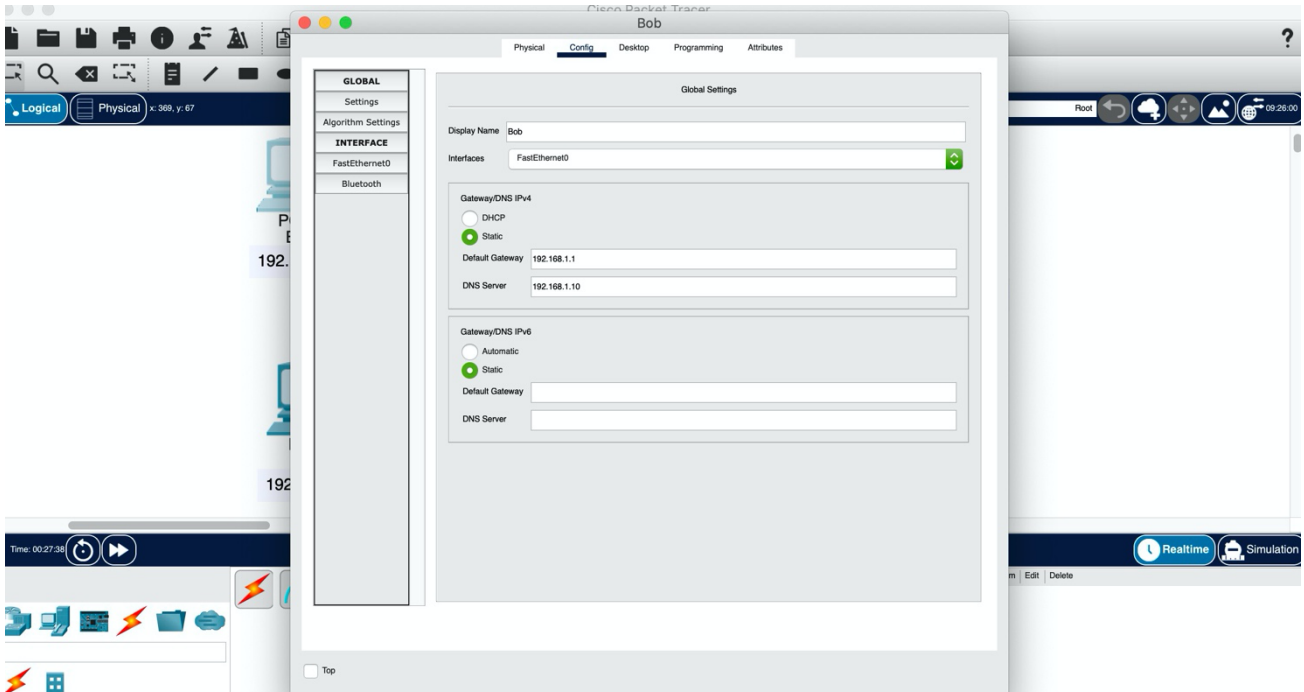 Cisco Packet Tracer
Bob
Physical Config Desktop Programming Attributes
Logical
Physical
x: 369, y: 67
Root
09:26:00
GLOBAL
Settings
Algorithm Settings
INTERFACE
FastEthernet0
Bluetooth
Global Settings
Display Name Bob
Interfaces FastEthernet0
Gateway/DNS IPv4
DHCP
Static
Default Gateway 192.168.1.1
DNS Server 192.168.1.10
Gateway/DNS IPv6
Automatic
Static
Default Gateway
DNS Server
192.
192
Time: 00:27:38
Realtime
Simulation
Edit Delete
Top